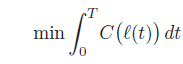 min ∫₀ᵀ C(ℓ(t)) dt